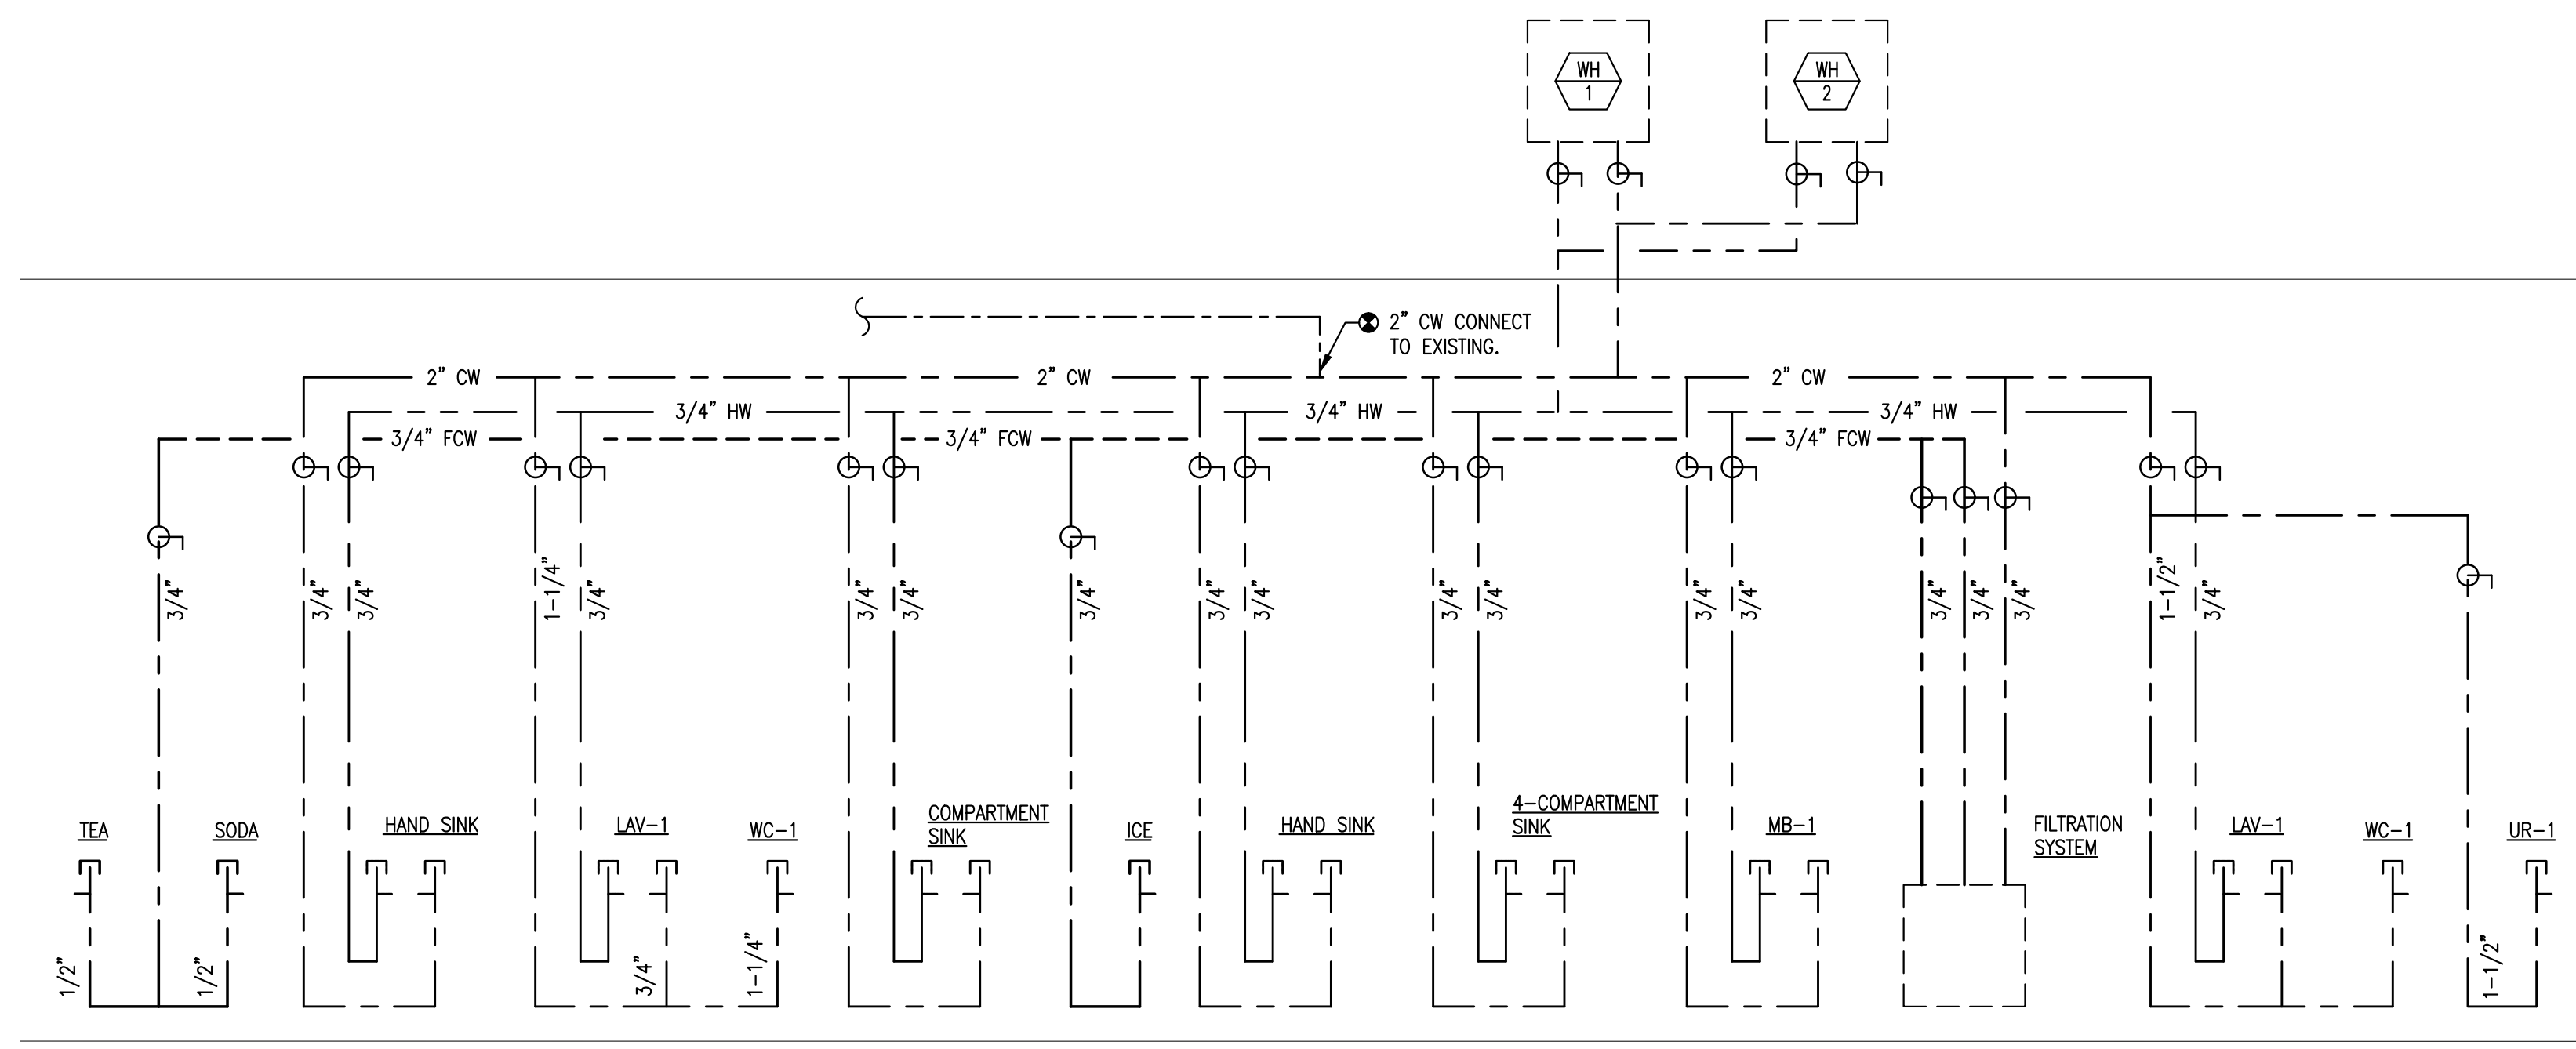 WH
1
WH
2
2" CW CONNECT
TO EXISTING.
2" CW
2" CW
2" CW
3/4" HW
3/4" HW
3/4" HW
3/4" FCW
3/4" FCW
3/4" FCW
3/4"
3/4"
3/4"
1-1/4"
3/4"
3/4"
3/4"
3/4"
3/4"
3/4"
3/4"
3/4"
3/4"
3/4"
3/4"
3/4"
3/4"
1-1/2"
3/4"
TEA
SODA
HAND SINK
LAV-1
WC-1
COMPARTMENT
SINK
ICE
HAND SINK
4-COMPARTMENT
SINK
MB-1
FILTRATION
SYSTEM
LAV-1
WC-1
UR-1
1/2"
1/2"
3/4"
1-1/4"
1-1/2"